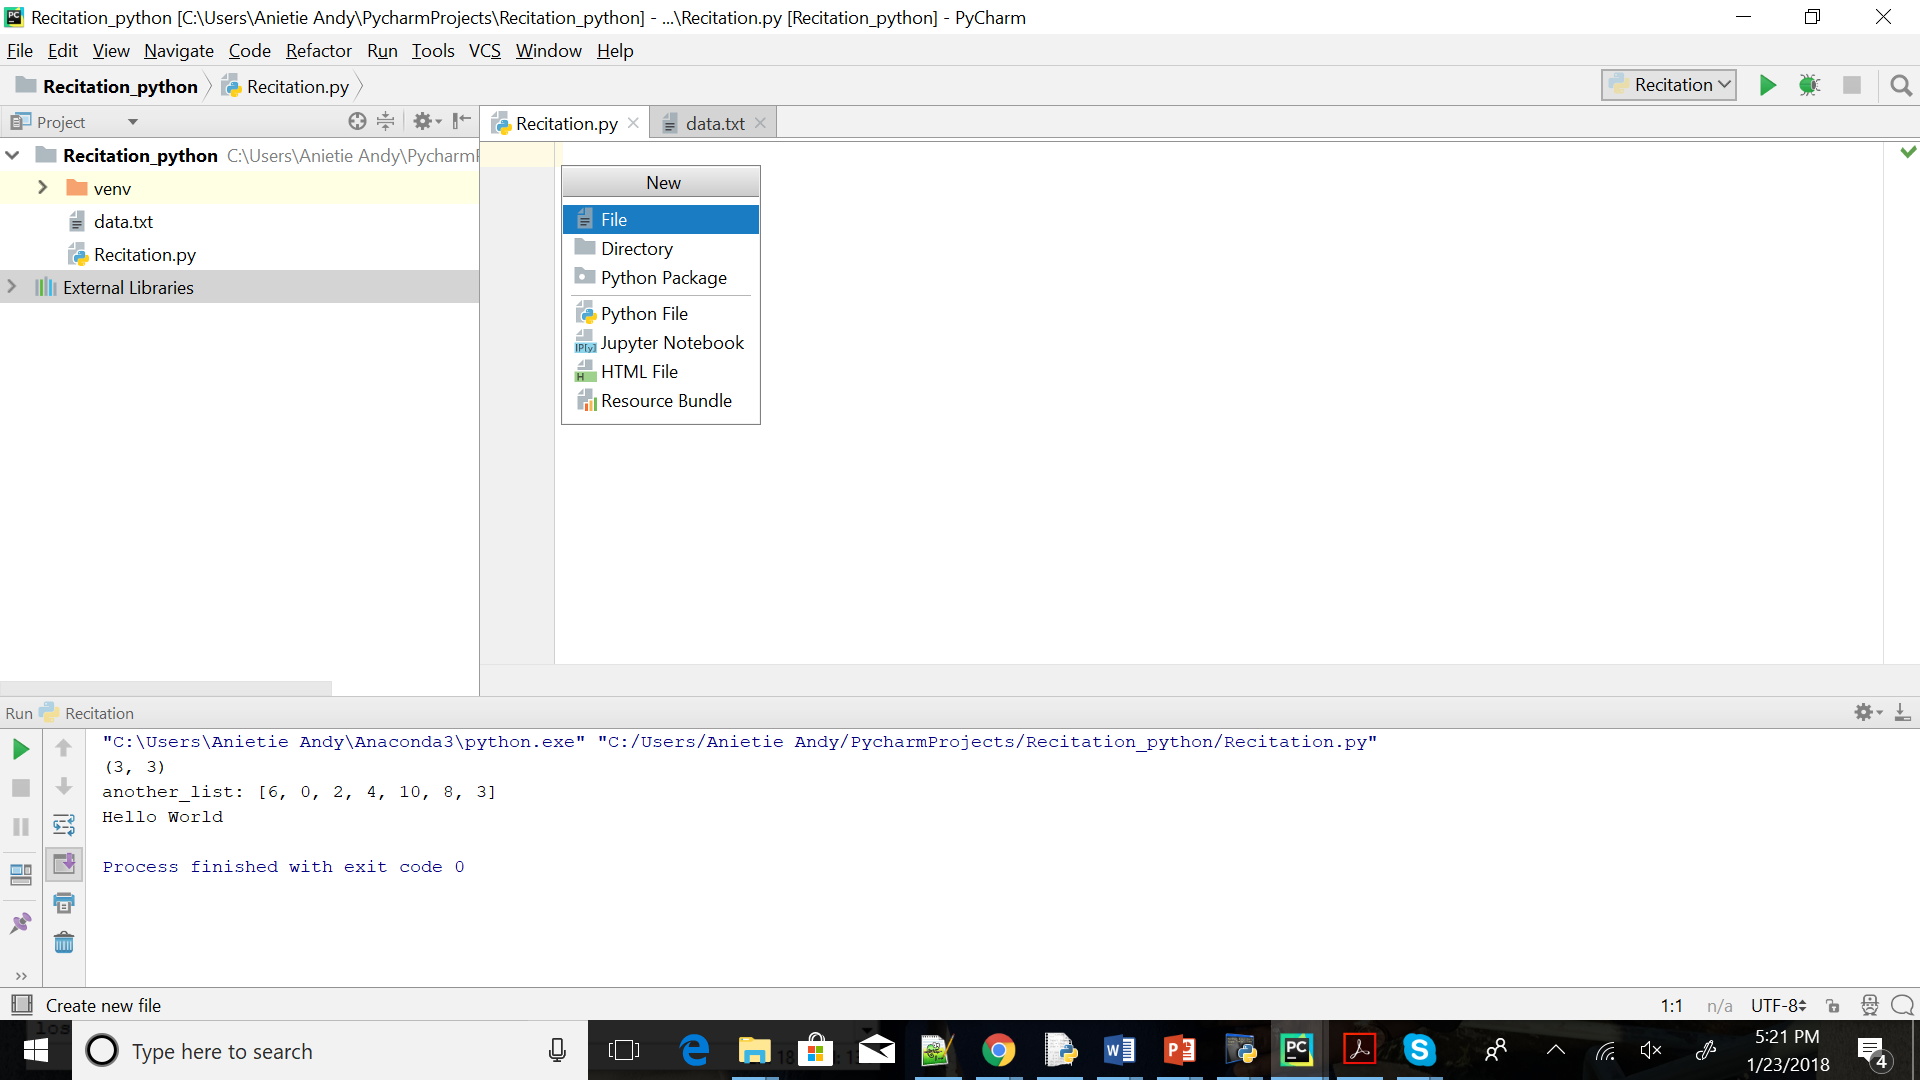 Recitation_python [C:\Users\Anietie Andy\PycharmProjects\Recitation_python] - ...\Recitation.py [Recitation_python] - PyCharm
File Edit View Navigate Code Refactor Run Tools VCS Window Help
Recitation_python Recitation.py Recitation
Project
Recitation.py data.txt
Recitation_python C:\Users\Anietie Andy\Pycharm
venv
data.txt
Recitation.py
External Libraries
New
File
Directory
Python Package
Python File
Jupyter Notebook
HTML File
Resource Bundle
Run Recitation
"C:\Users\Anietie Andy\Anaconda3\python.exe" "C:/Users/Anietie Andy/PycharmProjects/Recitation_python/Recitation.py"
(3, 3)
another_list: [6, 0, 2, 4, 10, 8, 3]
Hello World
Process finished with exit code 0
Create new file 1:1 n/a UTF-8
Type here to search
5:21 PM
1/23/2018
4